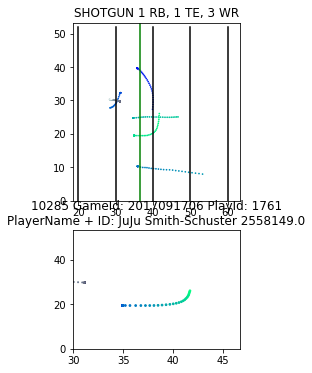 SHOTGUN 1 RB, 1 TE, 3 WR
50
40
30
20
10
0
20 30 40 50 60
10285 GameId: 2017091706 PlayId: 1761
PlayerName + ID: JuJu Smith-Schuster 2558149.0
40
20
0
30 35 40 45